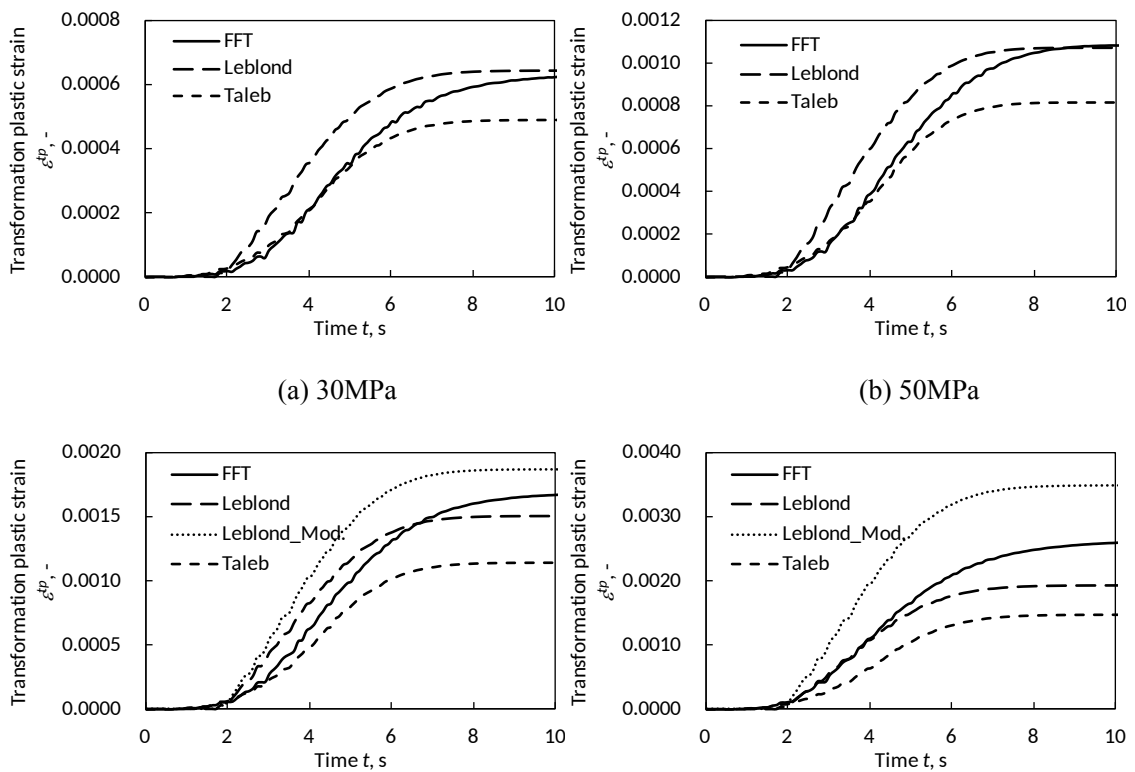 Transformation plastic strain
εtp, -
0.0008
0.0006
0.0004
0.0002
0.0000
FFT
Leblond
Taleb
0 2 4 6 8 10
Time t, s
(a) 30MPa
Transformation plastic strain
εtp, -
0.0012
0.0010
0.0008
0.0006
0.0004
0.0002
0.0000
FFT
Leblond
Taleb
0 2 4 6 8 10
Time t, s
(b) 50MPa
Transformation plastic strain
εtp, -
0.0020
0.0015
0.0010
0.0005
0.0000
FFT
Leblond
Leblond_Mod.
Taleb
0 2 4 6 8 10
Time t, s
Transformation plastic strain
εtp, -
0.0040
0.0030
0.0020
0.0010
0.0000
FFT
Leblond
Leblond_Mod.
Taleb
0 2 4 6 8 10
Time t, s